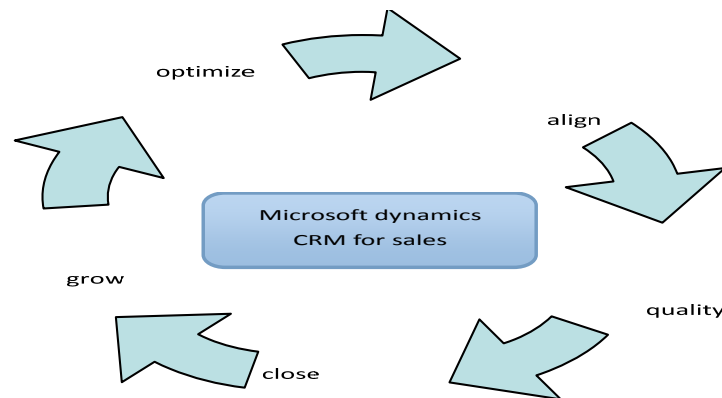 optimize
align
Microsoft dynamics
CRM for sales
grow
quality
close